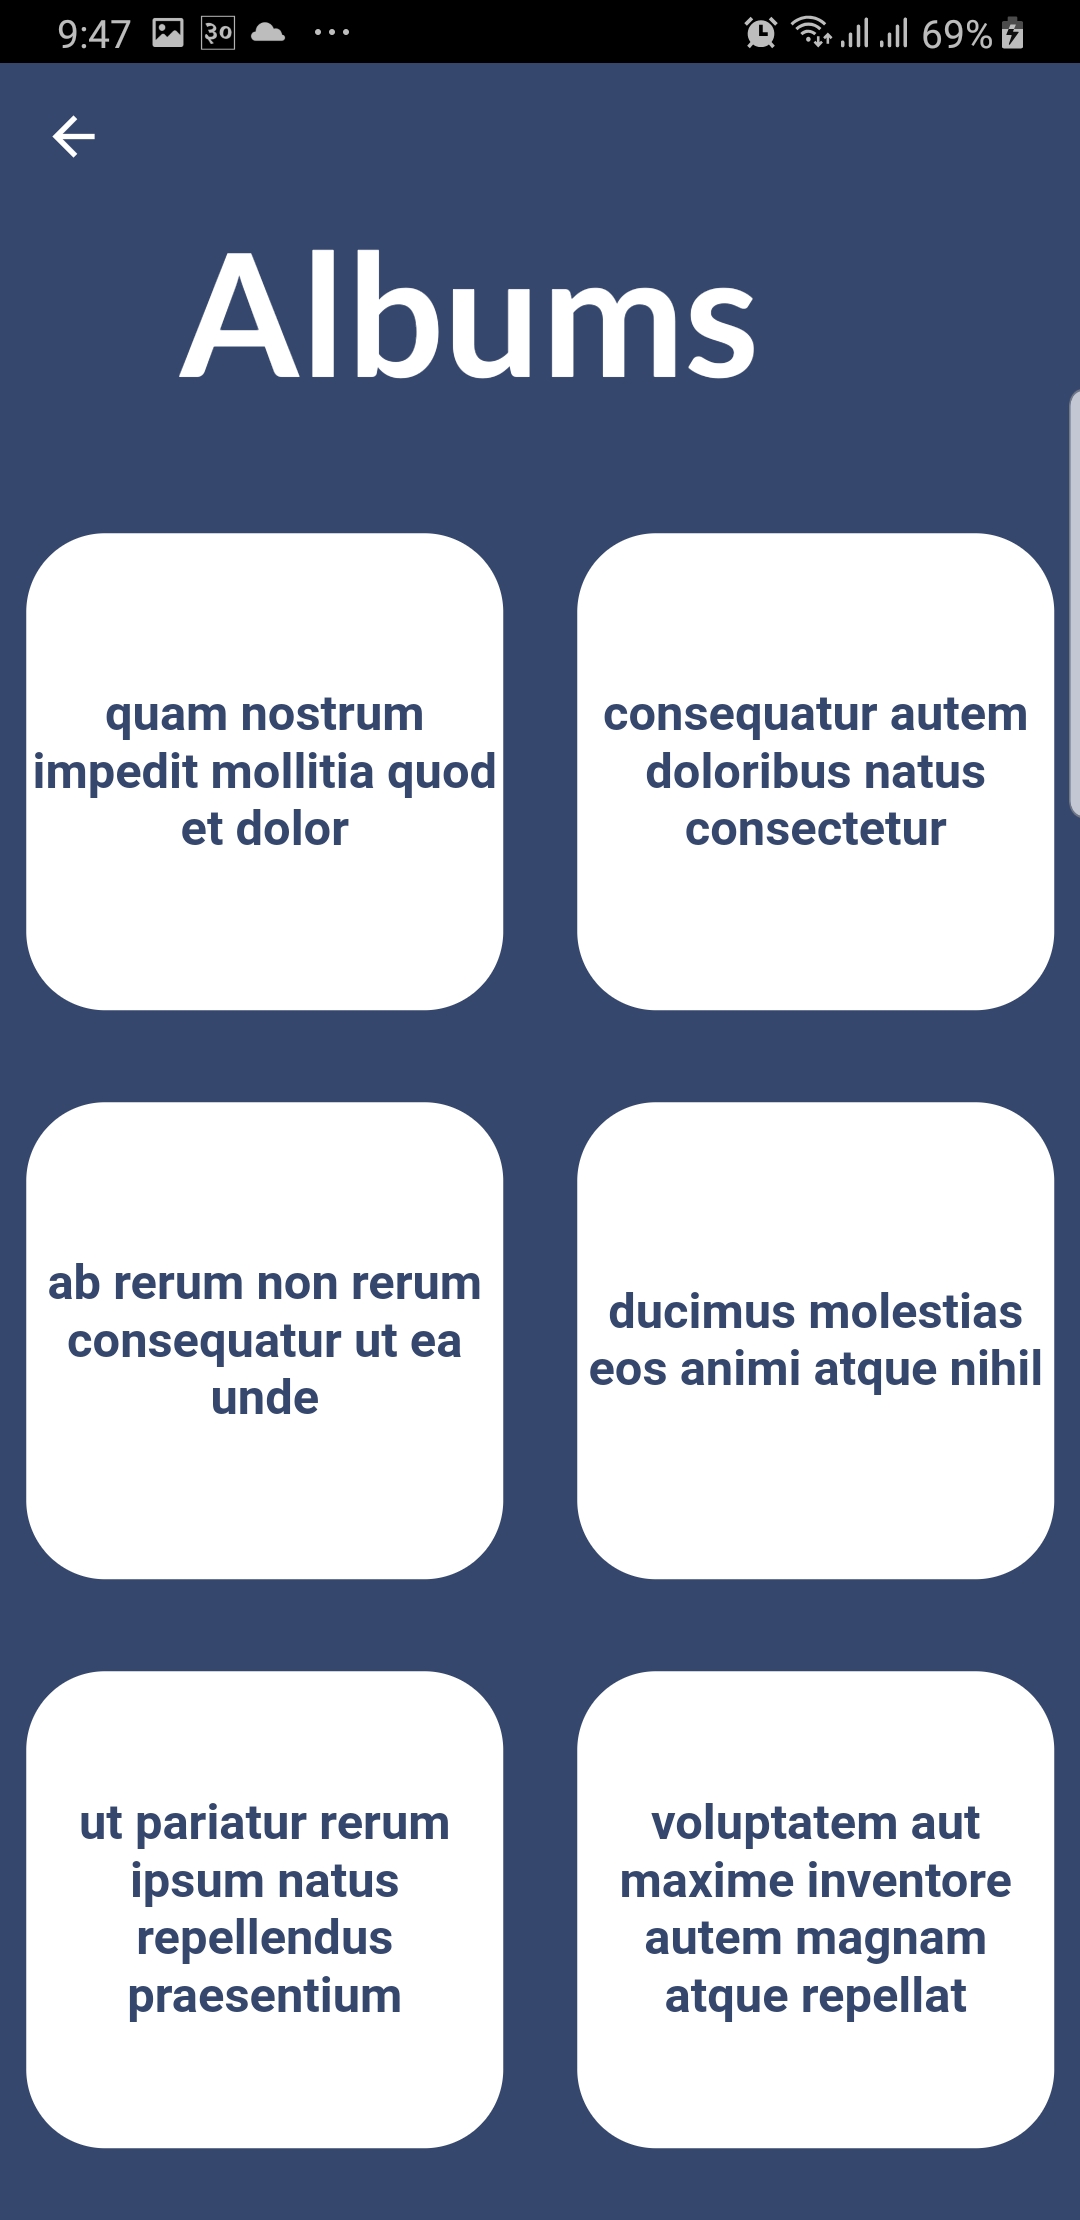 9:47 ३० 69%
Albums
quam nostrum
impedit mollitia quod
et dolor
consequatur autem
doloribus natus
consectetur
ab rerum non rerum
consequatur ut ea
unde
ducimus molestias
eos animi atque nihil
ut pariatur rerum
ipsum natus
repellendus
praesentium
voluptatem aut
maxime inventore
autem magnam
atque repellat